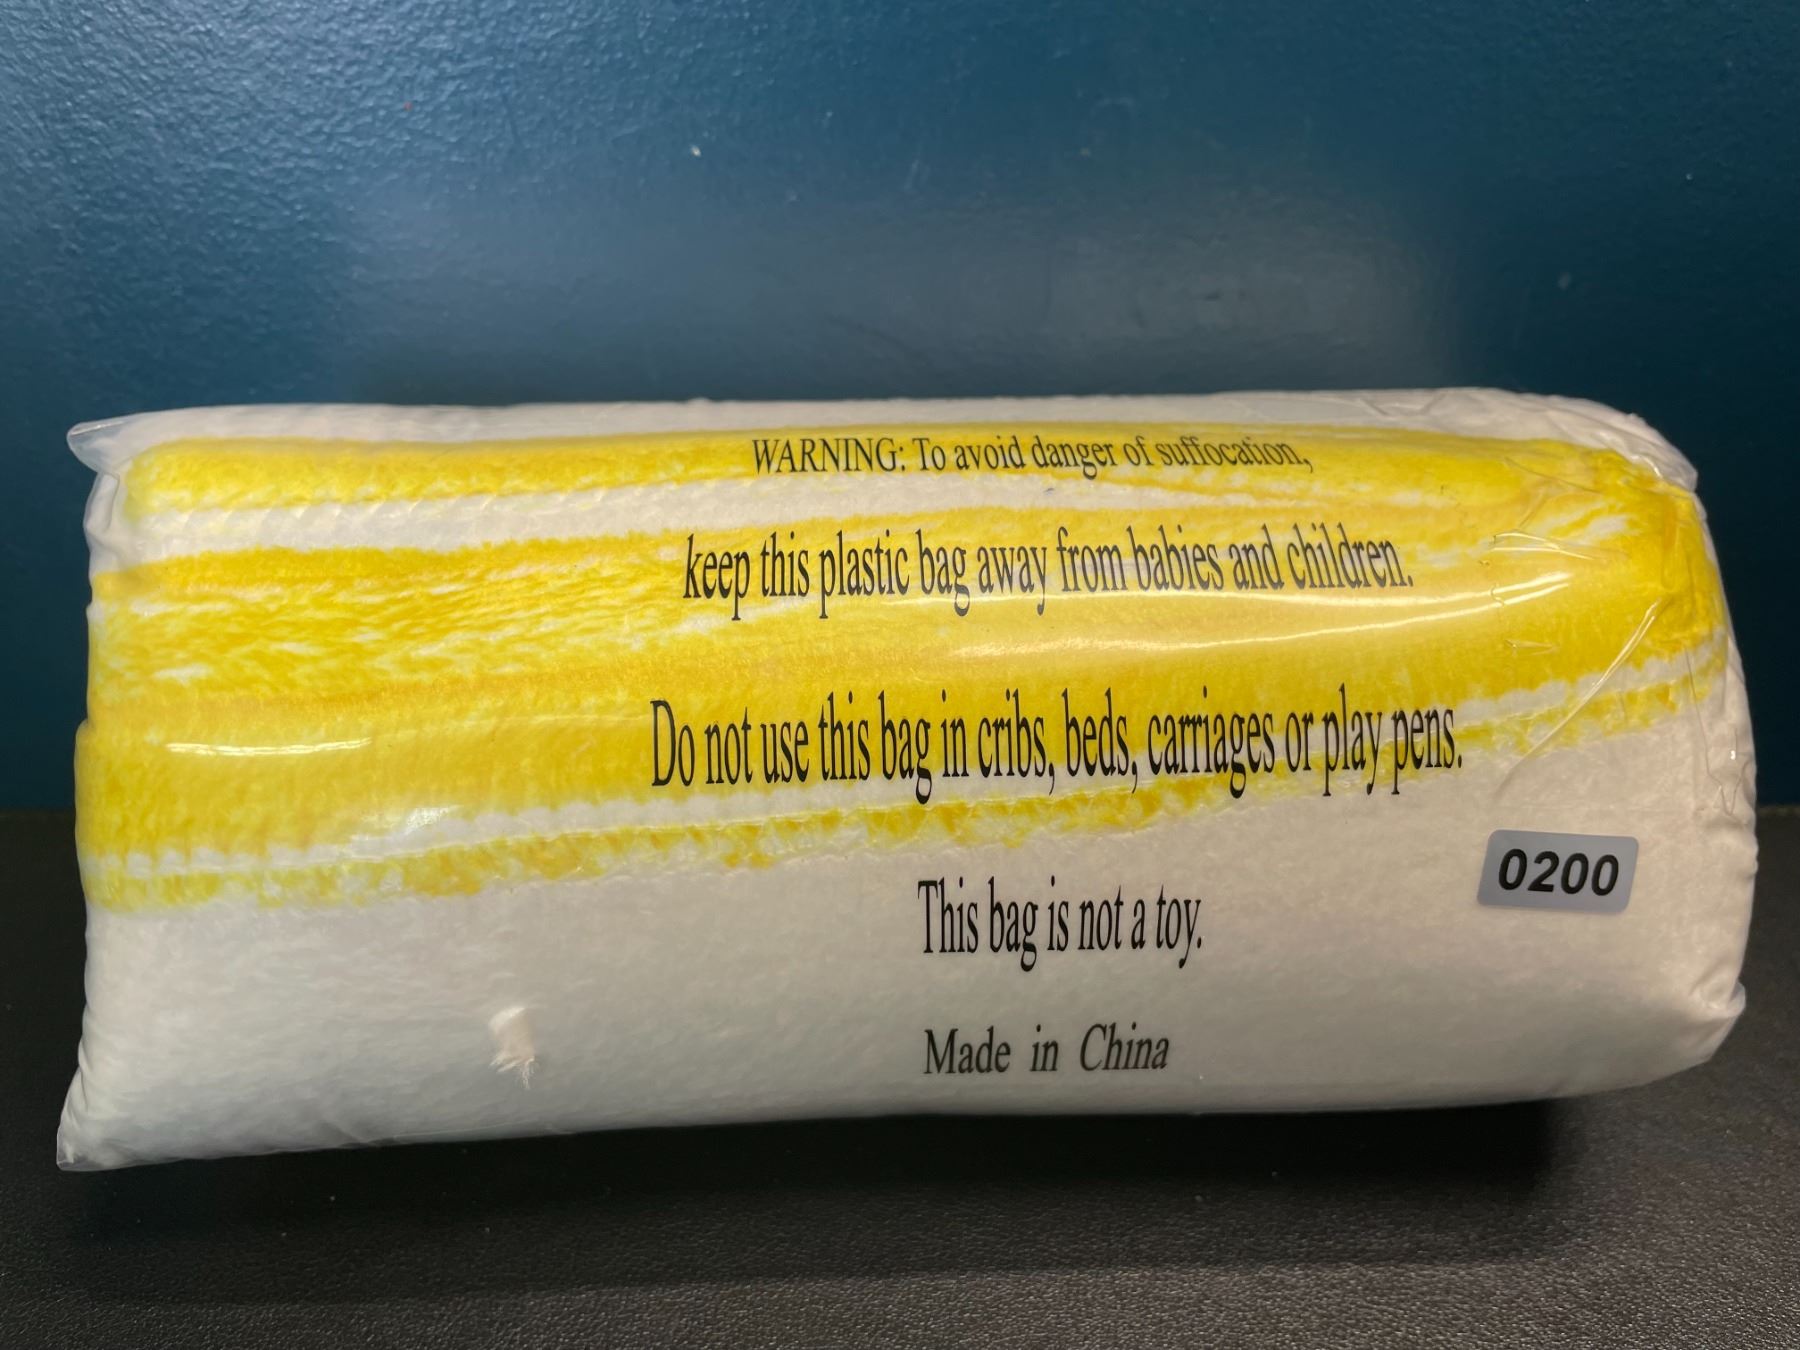 WARNING: To avoid danger of suffocation,
keep this plastic bag away from babies and children.
Do not use this bag in cribs, beds, carriages or play pens.
0200
This bag is not a toy.
Made in China